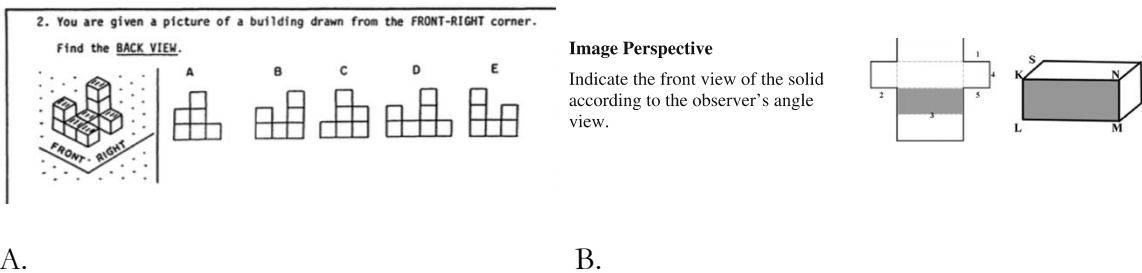 2. You are given a picture of a building drawn from the FRONT-RIGHT corner.
Find the BACK VIEW.
A B C D E
FRONT - RIGHT
Image Perspective
Indicate the front view of the solid
according to the observer's angle
view.
1
4
2 5
3
S
K N
L M
A. B.